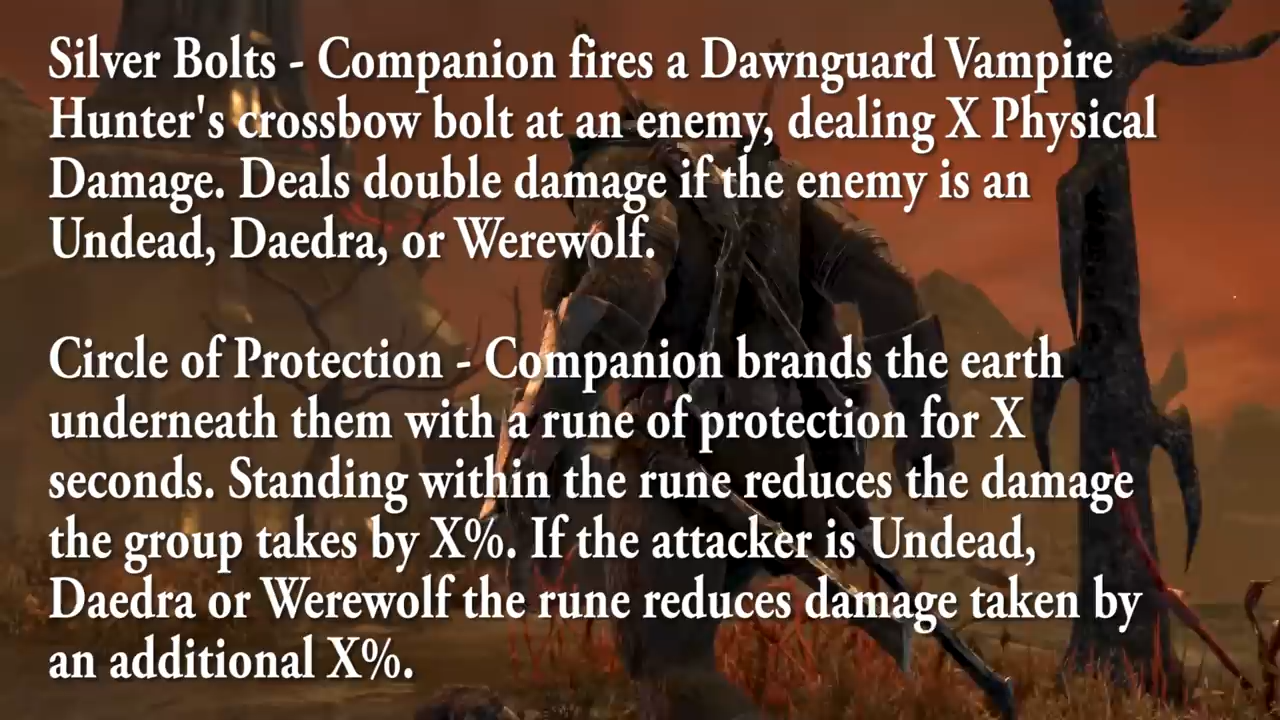 Silver Bolts - Companion fires a Dawnguard Vampire
Hunter's crossbow bolt at an enemy, dealing X Physical
Damage. Deals double damage if the enemy is an
Undead, Daedra, or Werewolf.
Circle of Protection - Companion brands the earth
underneath them with a rune of protection for X
seconds. Standing within the rune reduces the damage
the group takes by X%. If the attacker is Undead,
Daedra or Werewolf the rune reduces damage taken by
an additional X%.